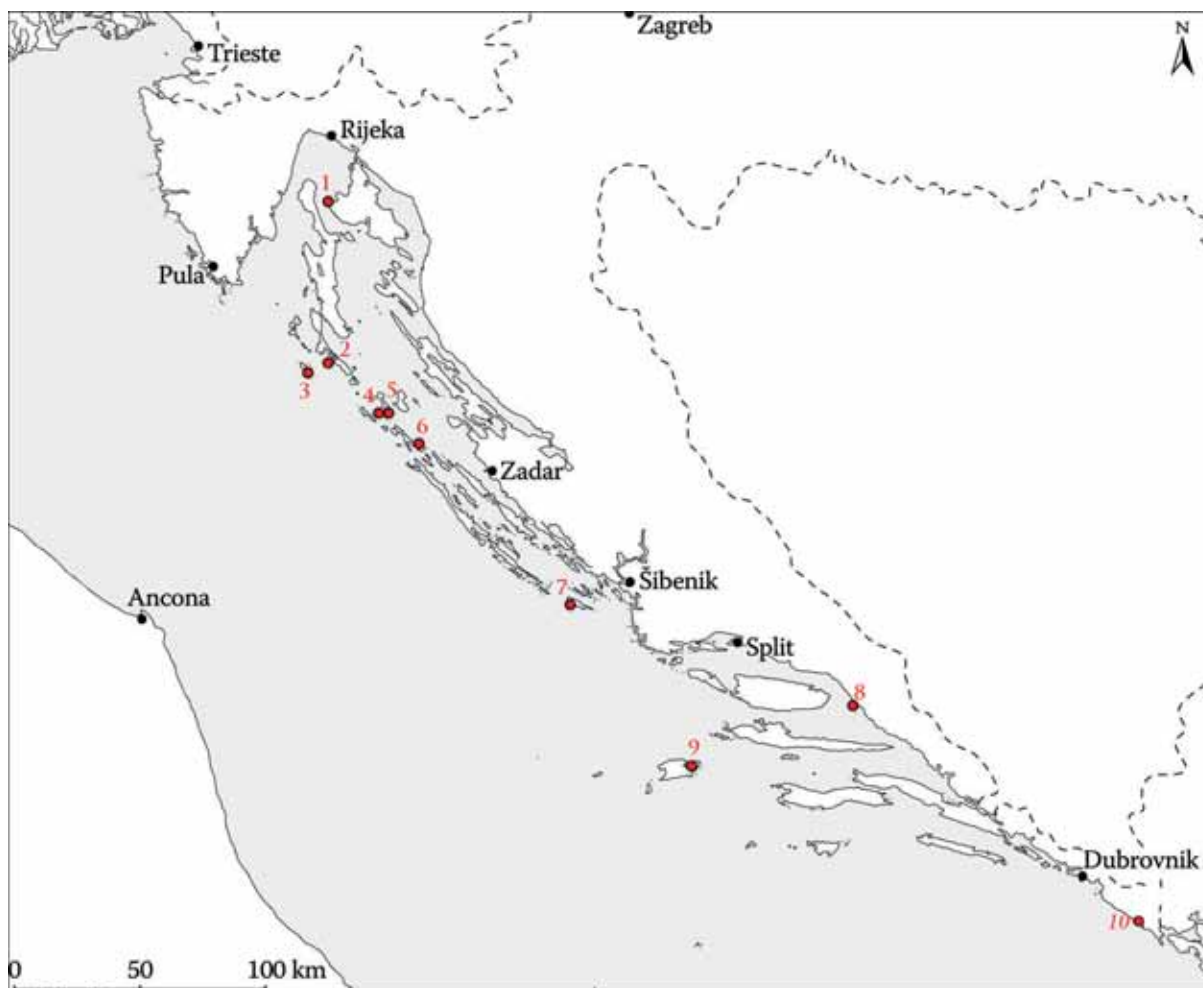 Zagreb
N
Trieste
Rijeka
1
Pula
2
3
4 5
6
Zadar
7
Šibenik
Ancona
Split
8
9
Dubrovnik
10
0 50 100 km